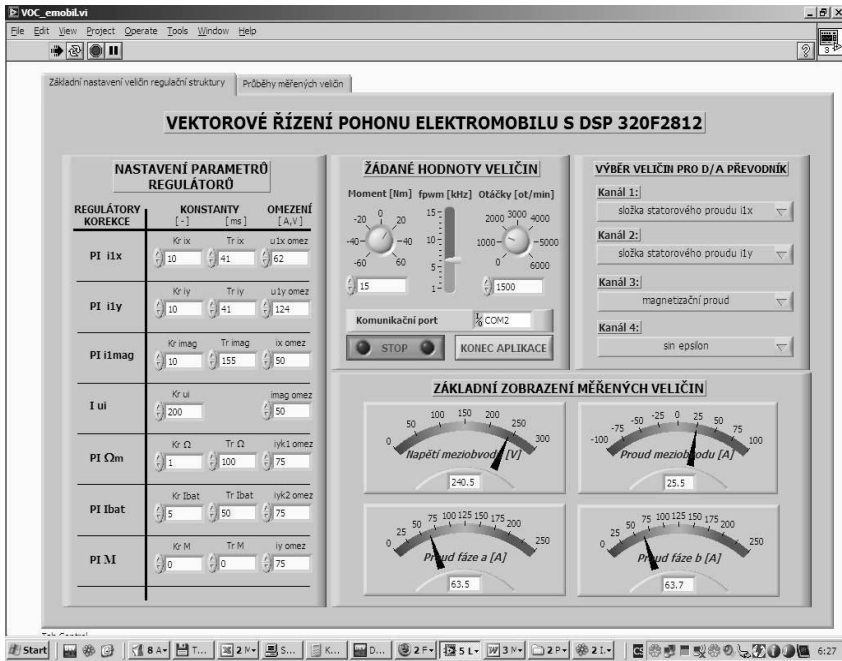 VOC_emobil.vi
File Edit View Project Operate Tools Window Help
3
Základní nastavení veličin regulační struktury Průběhy měřených veličin
VEKTOROVÉ ŘÍZENÍ POHONU ELEKTROMOBILU S DSP 320F2812
NASTAVENÍ PARAMETRŮ
REGULÁTORŮ
REGULÁTORY KONSTANTY OMEZENÍ
KOREKCE [-] [ms] [A,V]
Kr ix Tr ix u1x omez
PI i1x 10 41 62
Kr iy Tr iy u1y omez
PI i1y 10 41 124
Kr imag Tr imag ix omez
PI i1mag 10 155 50
Kr ui imag omez
I ui 200 50
Kr Ω Tr Ω iyk1 omez
PI Ωm 1 100 75
Kr Ibat Tr Ibat iyk2 omez
PI Ibat 5 50 75
Kr M Tr M iy omez
PI M 0 0 75
ŽÁDANÉ HODNOTY VELIČIN
Moment [Nm] fpwm [kHz] Otáčky [ot/min]
-20 0 20 15 2000 3000 4000
-40 40 10 1000 5000
-60 60 5 0 6000
15 1 1500
Komunikační port COM2
STOP KONEC APLIKACE
VÝBĚR VELIČIN PRO D/A PŘEVODNÍK
Kanál 1:
složka statorového proudu i1x
Kanál 2:
složka statorového proudu i1y
Kanál 3:
magnetizační proud
Kanál 4:
sin epsilon
ZÁKLADNÍ ZOBRAZENÍ MĚŘENÝCH VELIČIN
0 50 100 150 200 250 300
Napětí meziobvodu [V]
240.5
-100 -75 -50 -25 0 25 50 75 100
Proud meziobvodu [A]
25.5
0 25 50 75 100 125 150 175 200 250
Proud fáze a [A]
63.5
0 25 50 75 100 125 150 175 200 250
Proud fáze b [A]
63.7
Start 8 A T... 2 S... K... D... 2 F 5 L 3 2 P 2 CS 6:27